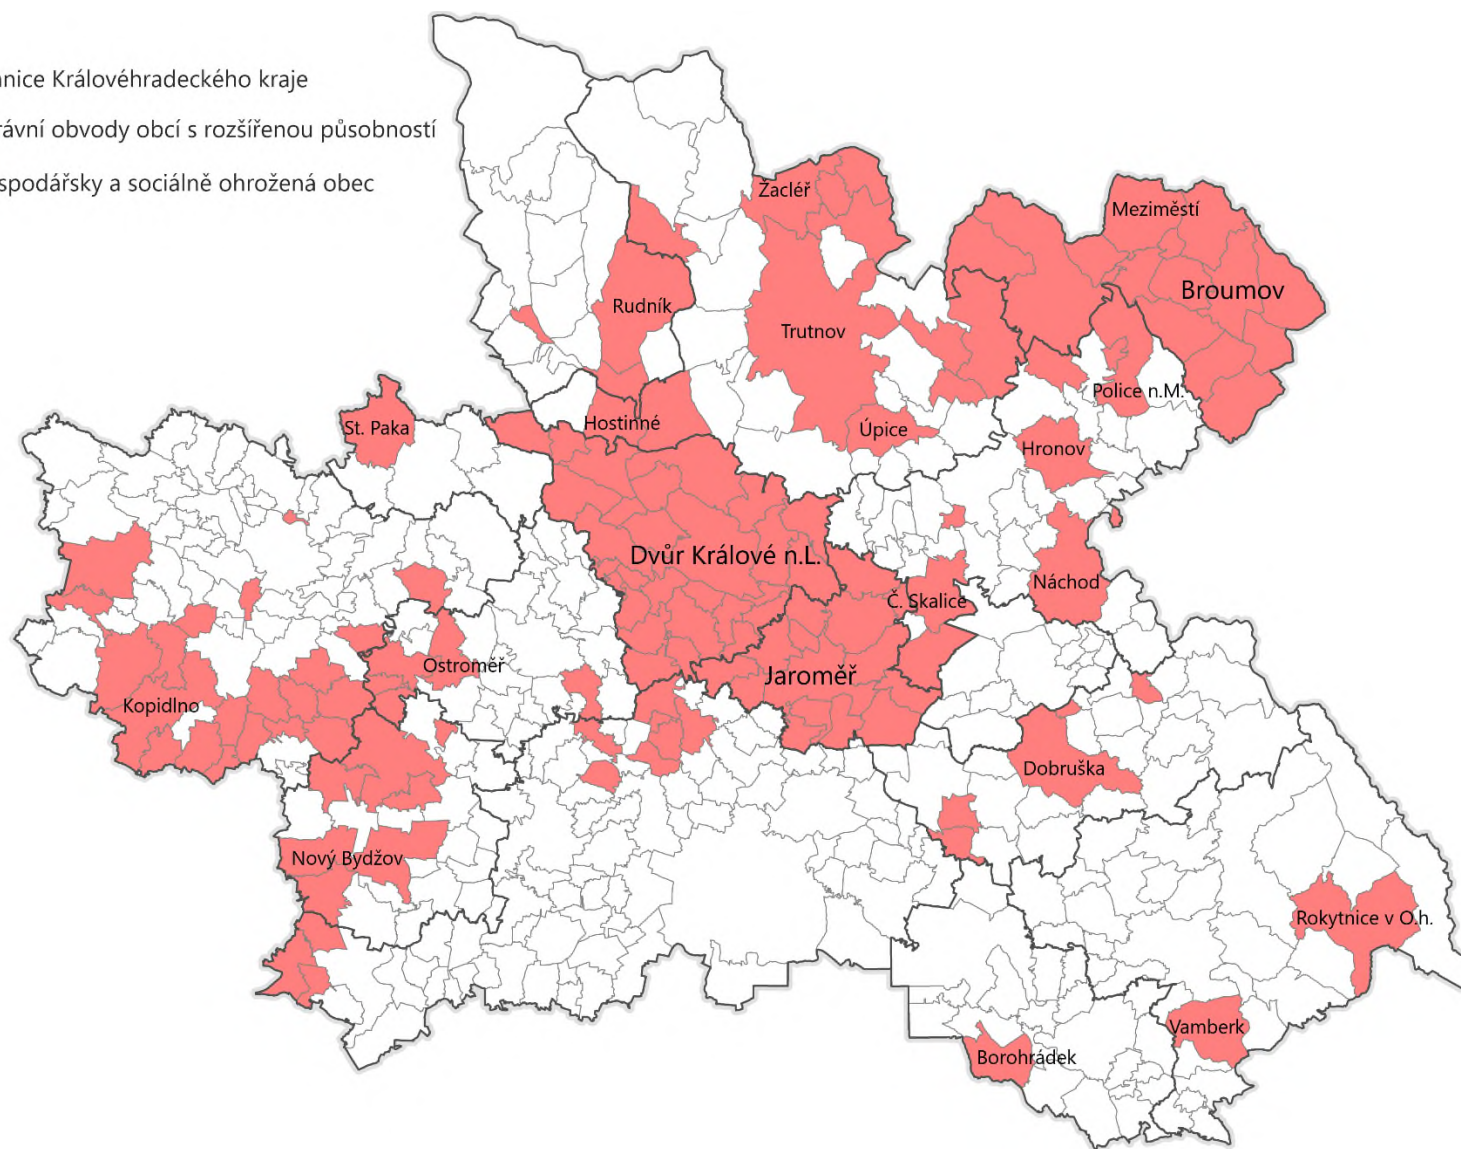 nice Královéhradeckého kraje
rávní obvody obcí s rozšířenou působností
spodářsky a sociálně ohrožená obec
Žacléř
Meziměstí
Broumov
Rudník
Trutnov
Police n.M.
Hostinné
St. Paka
Úpice
Hronov
Dvůr Králové n.L.
Náchod
Č. Skalice
Ostroměř
Jaroměř
Kopidlno
Dobruška
Nový Bydžov
Rokytnice v O.h.
Vamberk
Borohrádek